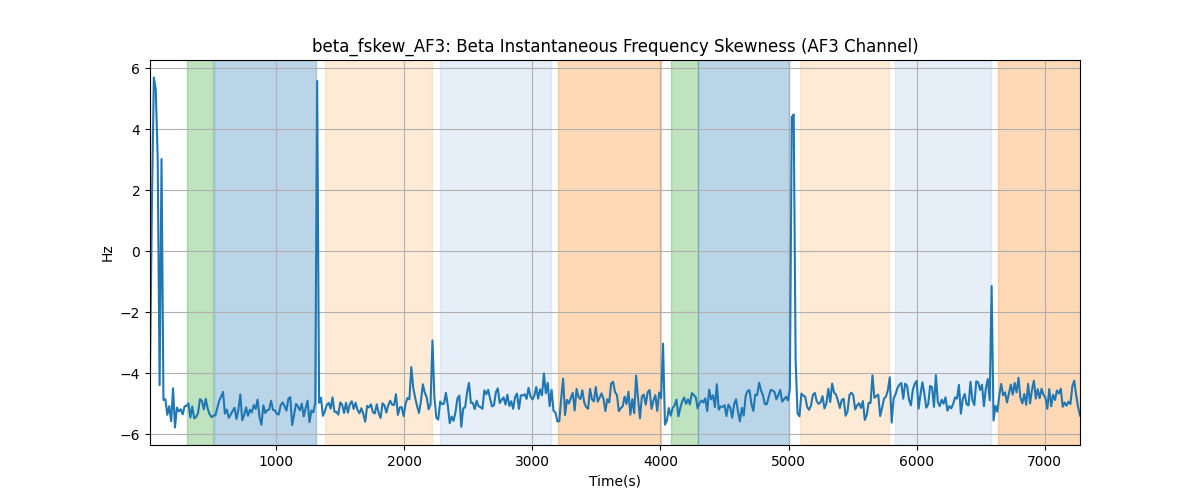 beta_fskew_AF3: Beta Instantaneous Frequency Skewness (AF3 Channel)
6
4
2
0
−2
−4
−6
Hz
1000 2000 3000 4000 5000 6000 7000
Time(s)